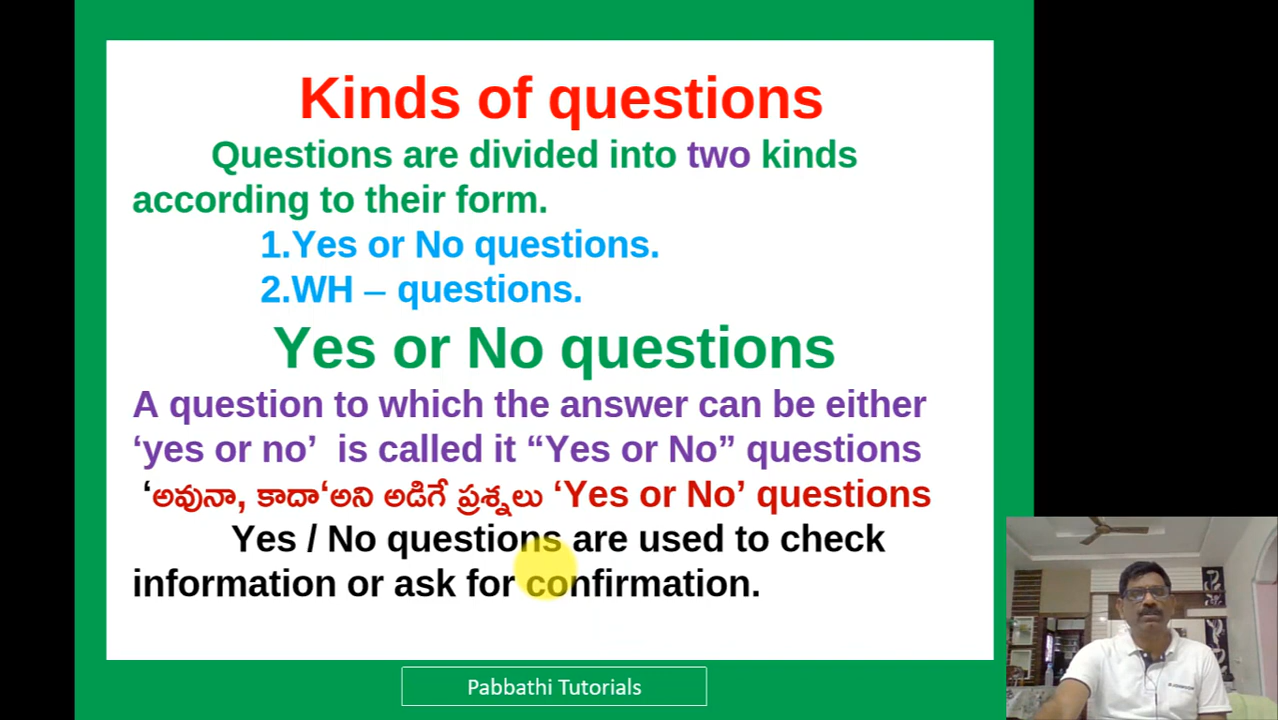 Kinds of questions
Questions are divided into two kinds
according to their form.
1.Yes or No questions.
2.WH – questions.
Yes or No questions
A question to which the answer can be either
‘yes or no’  is called it “Yes or No” questions
‘అవునా, కాదా‘అని అడిగే ప్రశ్నలు ‘Yes or No’ questions
Yes / No questions are used to check
information or ask for confirmation.
Pabbathi Tutorials